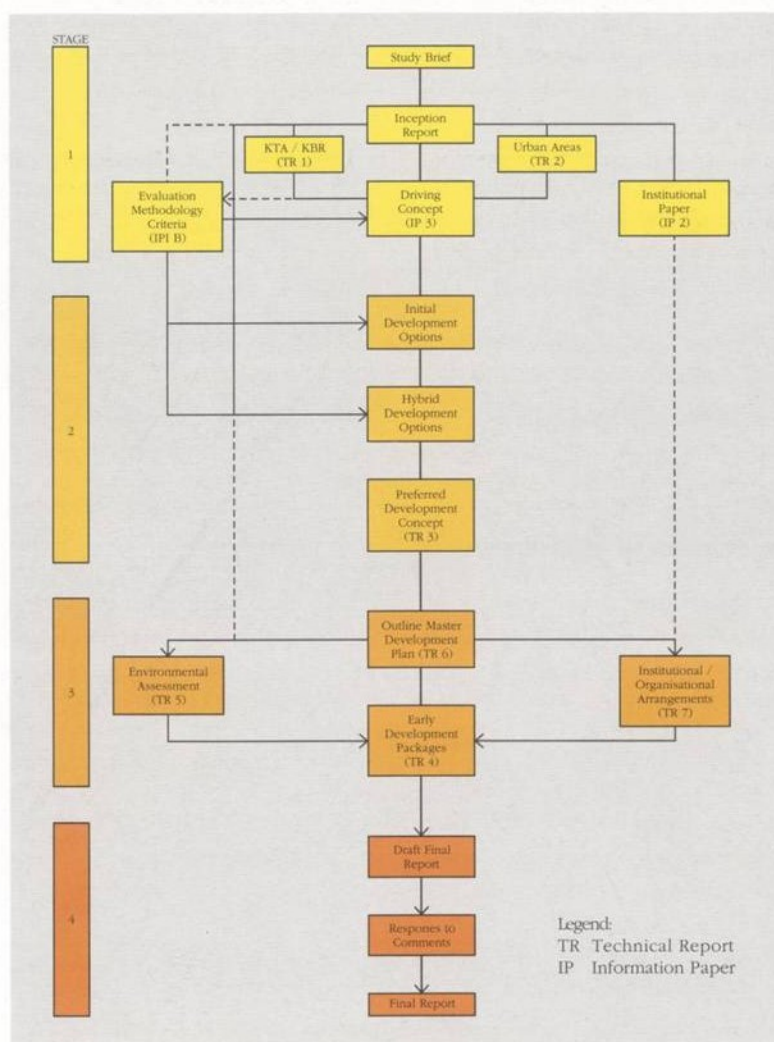 STAGE
Study Brief
1
Inception
Report
KTA / KBR
(TR 1)
Urban Areas
(TR 2)
Evaluation
Methodology
Criteria
(IPI B)
Driving
Concept
(IP 3)
Institutional
Paper
(IP 2)
2
Initial
Development
Options
Hybrid
Development
Options
Preferred
Development
Concept
(TR 3)
3
Outline Master
Development
Plan (TR 6)
Environmental
Assessment
(TR 5)
Institutional /
Organisational
Arrangements
(TR 7)
Early
Development
Packages
(TR 4)
4
Draft Final
Report
Respones to
Comments
Final Report
Legend:
TR Technical Report
IP Information Paper